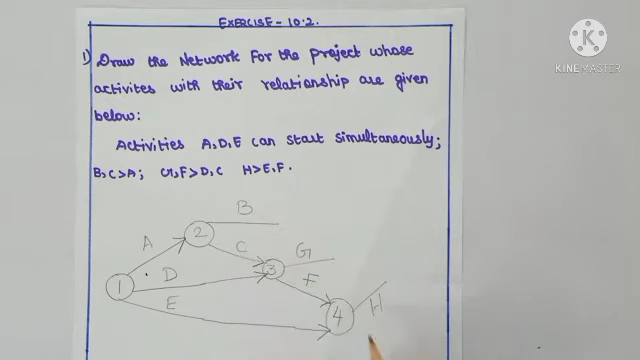 EXERCISE - 10.2.
1) Draw the Network for the project whose
activites with their relationship are given
below:
Activities A, D, E can start simultaneously;
B, C > A; G, F > D, C H > E, F.
B
2
A
C
G
3
D
F
1
E
H
4
K
KINEMASTER